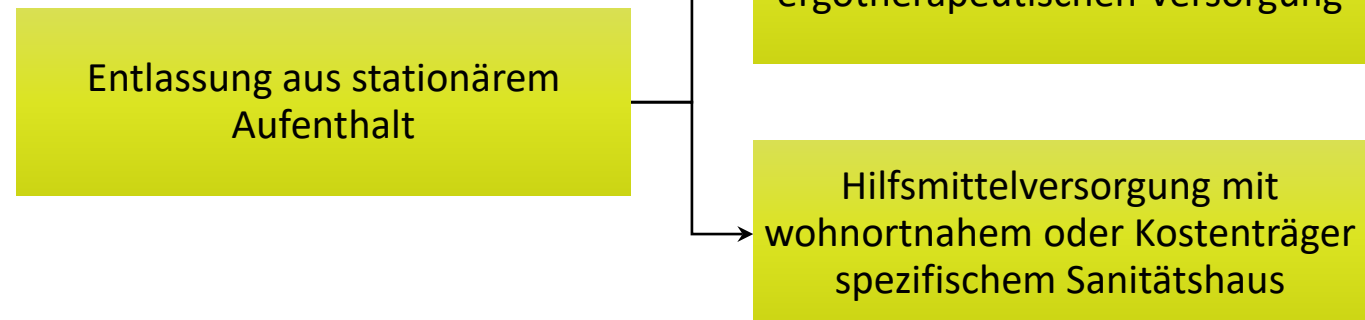 ergotherapeutischen Versorgung
Entlassung aus stationärem
Aufenthalt
Hilfsmittelversorgung mit
wohnortnahem oder Kostenträger
spezifischem Sanitätshaus